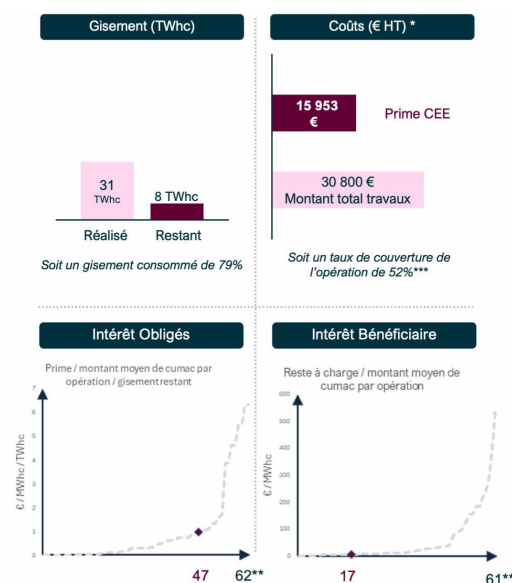 Gisement (TWhc)
31
TWhc
8 TWhc
Réalisé
Restant
Soit un gisement consommé de 79%
Coûts (€ HT) *
15 953
€
Prime CEE
30 800 €
Montant total travaux
Soit un taux de couverture de
l'opération de 52%***
Intérêt Obligés
Prime / montant moyen de cumac par
opération / gisement restant
€ / MWhc / TWhc
7
6
5
4
3
2
1
0
47
62**
Intérêt Bénéficiaire
Reste à charge / montant moyen de
cumac par opération
€ / MWhc
600
500
400
300
200
100
0
17
61**